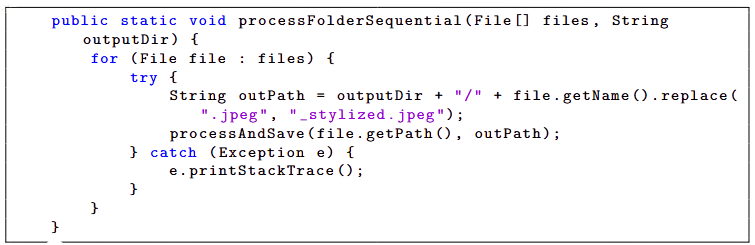 public static void processFolderSequential(File[] files, String
outputDir) {
for (File file : files) {
try {
String outPath = outputDir + "/" + file.getName().replace(
".jpeg", "_stylized.jpeg");
processAndSave(file.getPath(), outPath);
} catch (Exception e) {
e.printStackTrace();
}
}
}